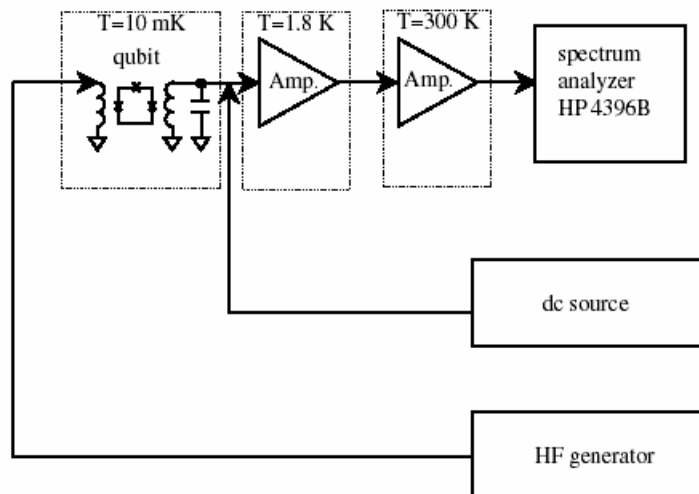 T=10 mK
T=1.8 K
T=300 K
qubit
Amp.
Amp.
spectrum
analyzer
HP 4396B
dc source
HF generator